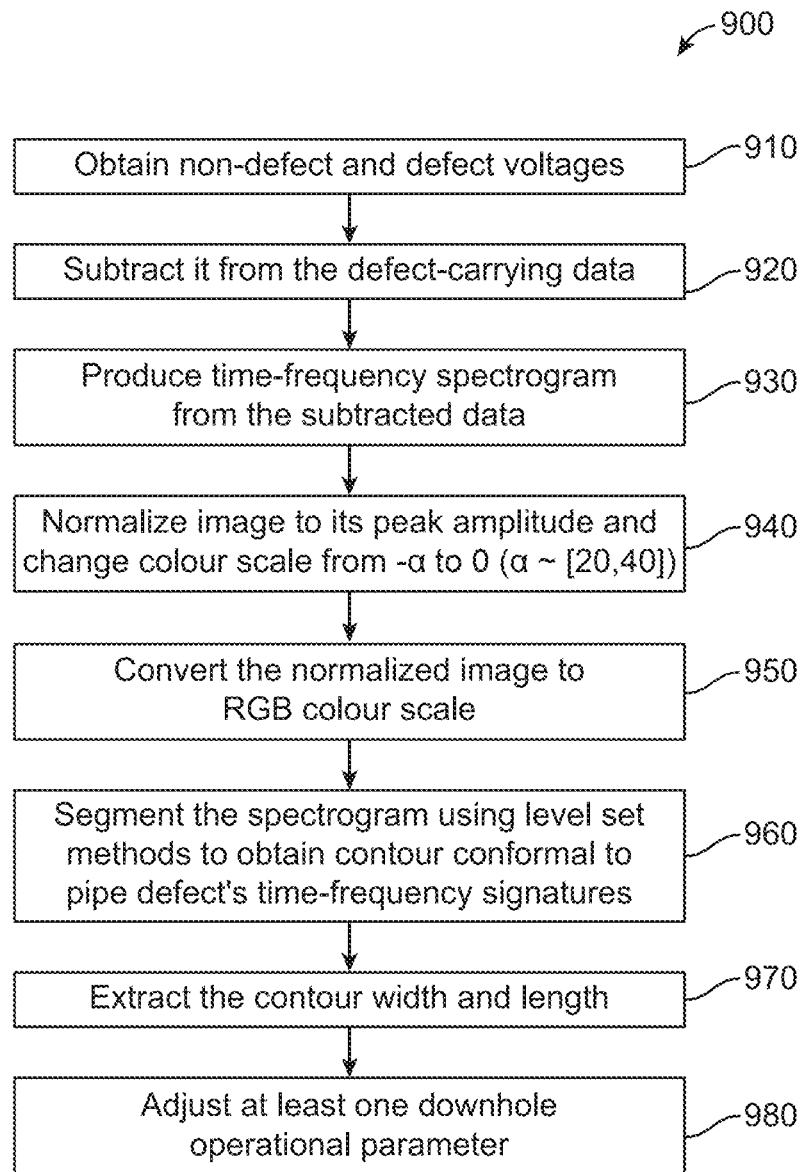 900
Obtain non-defect and defect voltages
910
Subtract it from the defect-carrying data
920
Produce time-frequency spectrogram
from the subtracted data
930
Normalize image to its peak amplitude and
change colour scale from -α to 0 (α ~ [20,40])
940
Convert the normalized image to
RGB colour scale
950
Segment the spectrogram using level set
methods to obtain contour conformal to
pipe defect's time-frequency signatures
960
Extract the contour width and length
970
Adjust at least one downhole
operational parameter
980